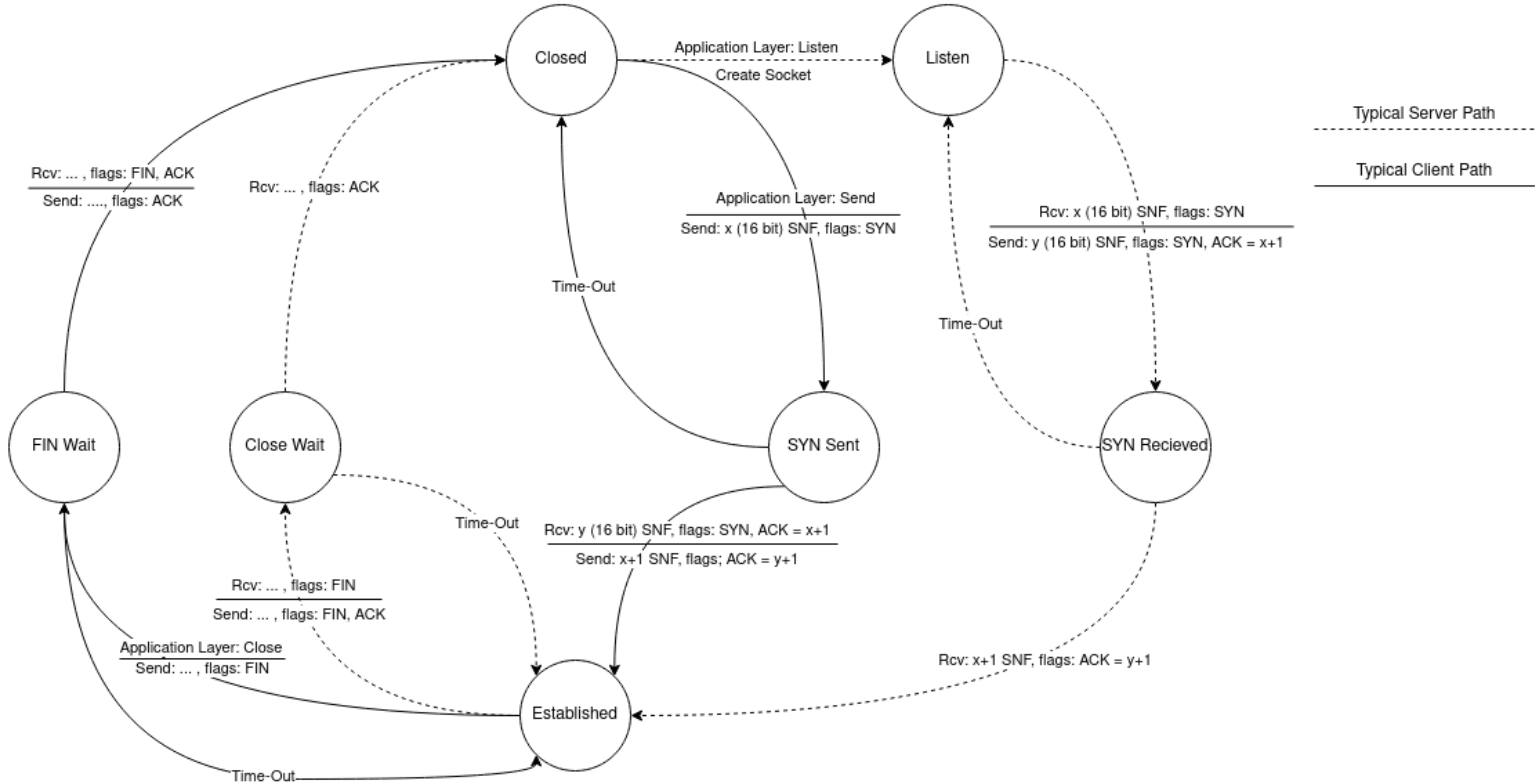 Closed
Application Layer: Listen
Create Socket
Listen
Typical Server Path
Typical Client Path
Rcv: ... , flags: FIN, ACK
Send: ...., flags: ACK
Rcv: ... , flags: ACK
Application Layer: Send
Send: x (16 bit) SNF, flags: SYN
Rcv: x (16 bit) SNF, flags: SYN
Send: y (16 bit) SNF, flags: SYN, ACK = x+1
Time-Out
Time-Out
FIN Wait
Close Wait
SYN Sent
SYN Recieved
Time-Out
Rcv: y (16 bit) SNF, flags: SYN, ACK = x+1
Send: x+1 SNF, flags; ACK = y+1
Rcv: ... , flags: FIN
Send: ... , flags: FIN, ACK
Application Layer: Close
Send: ... , flags: FIN
Rcv: x+1 SNF, flags: ACK = y+1
Established
Time-Out